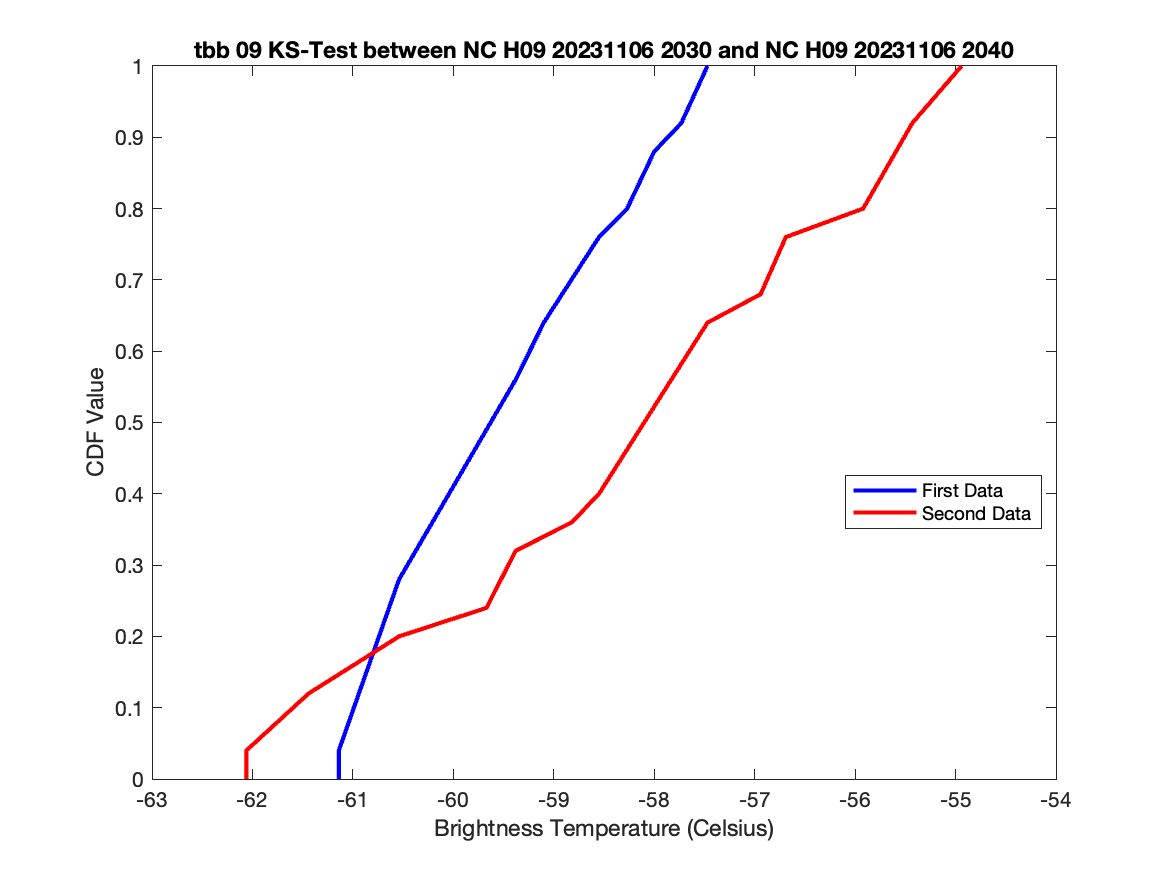 tbb 09 KS-Test between NC H09 20231106 2030 and NC H09 20231106 2040
1
0.9
0.8
0.7
0.6
0.5
0.4
0.3
0.2
0.1
0
CDF Value
First Data
Second Data
-63 -62 -61 -60 -59 -58 -57 -56 -55 -54
Brightness Temperature (Celsius)